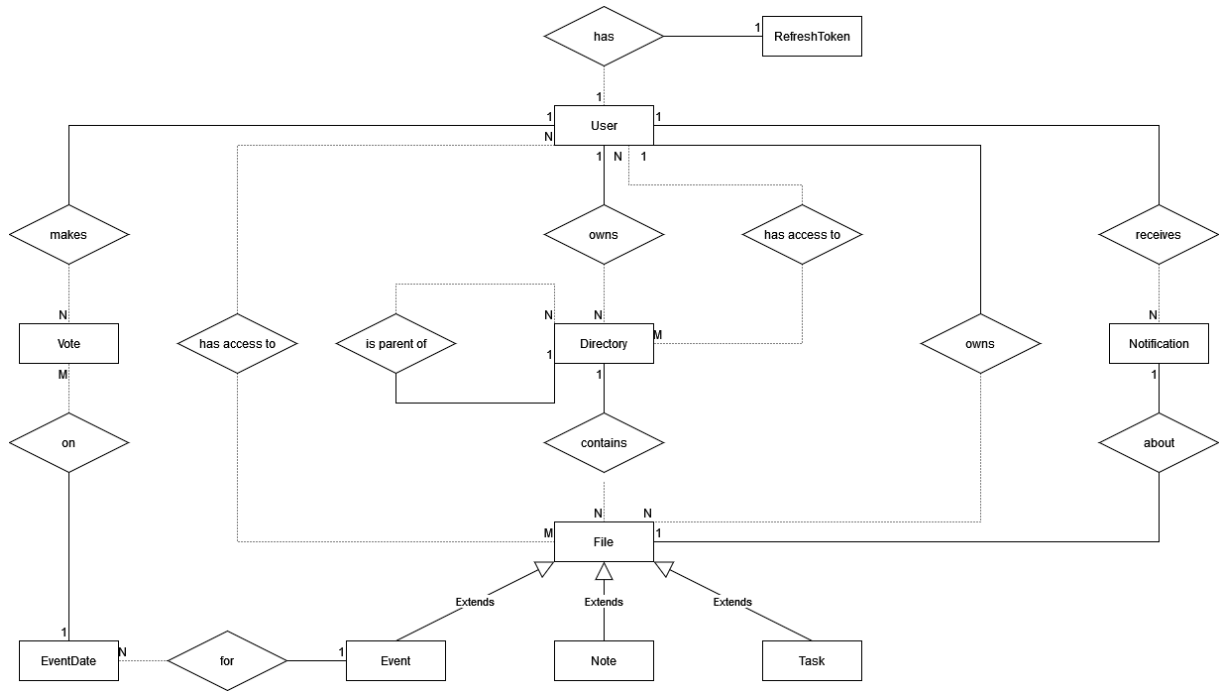 has
1
RefreshToken
1
1
User
1
N
1
N
1
makes
owns
has access to
receives
N
N
N
N
Vote
has access to
is parent of
Directory
M
owns
Notification
1
M
1
1
on
contains
about
N
N
M
File
1
Extends
Extends
Extends
1
N
EventDate
for
1
Event
Note
Task